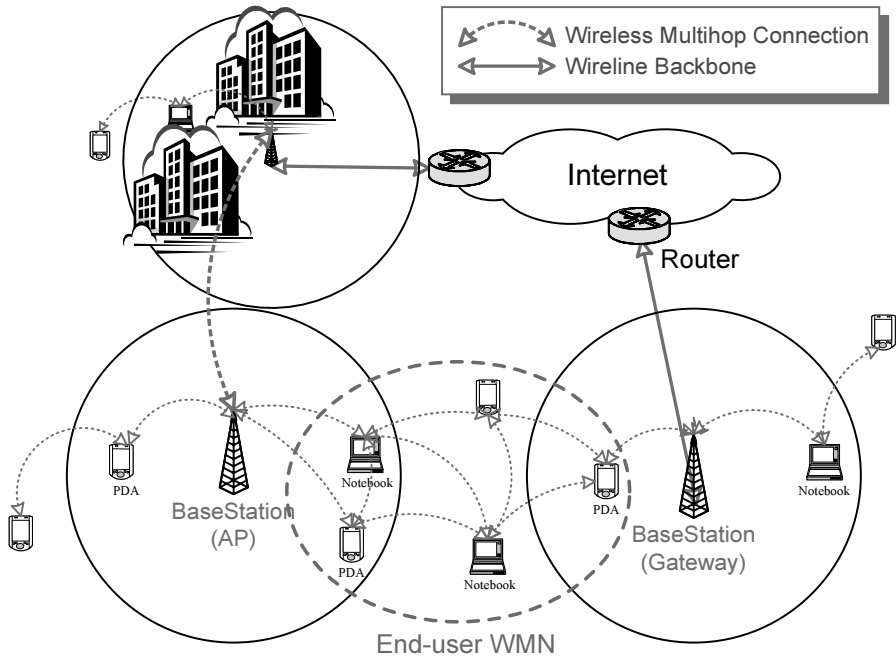 Wireless Multihop Connection
Wireline Backbone
Internet
Router
PDA
BaseStation
(AP)
Notebook
PDA
Notebook
PDA
BaseStation
(Gateway)
Notebook
End-user WMN